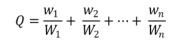 Q = w₁/W₁ + w₂/W₂ + ⋯ + wₙ/Wₙ